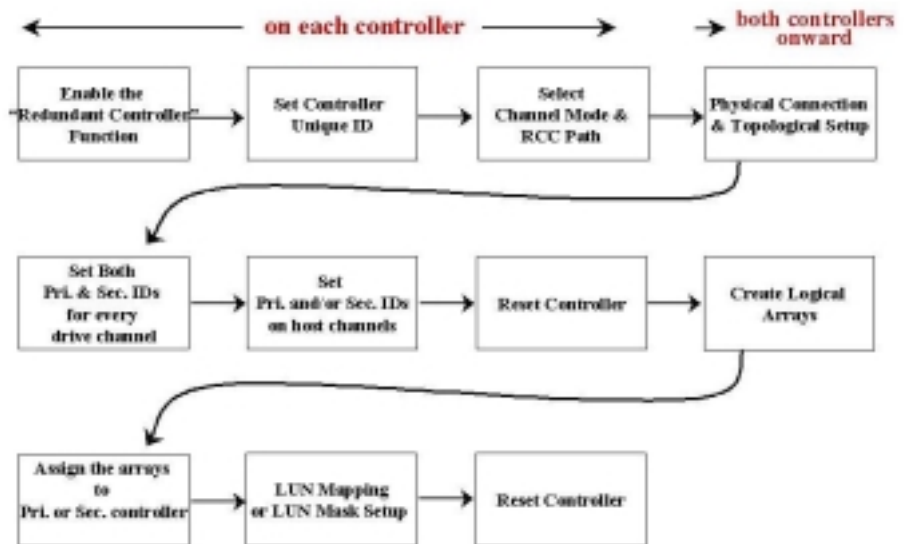 on each controller
both controllers
onward
Enable the
"Redundant Controller"
Function
Set Controller
Unique ID
Select
Channel Mode &
RCC Path
Physical Connection
& Topological Setup
Set Both
Pri. & Sec. IDs
for every
drive channel
Set
Pri. and/or Sec. IDs
on host channels
Reset Controller
Create Logical
Arrays
Assign the arrays
to
Pri. or Sec. controller
LUN Mapping
or LUN Mask Setup
Reset Controller